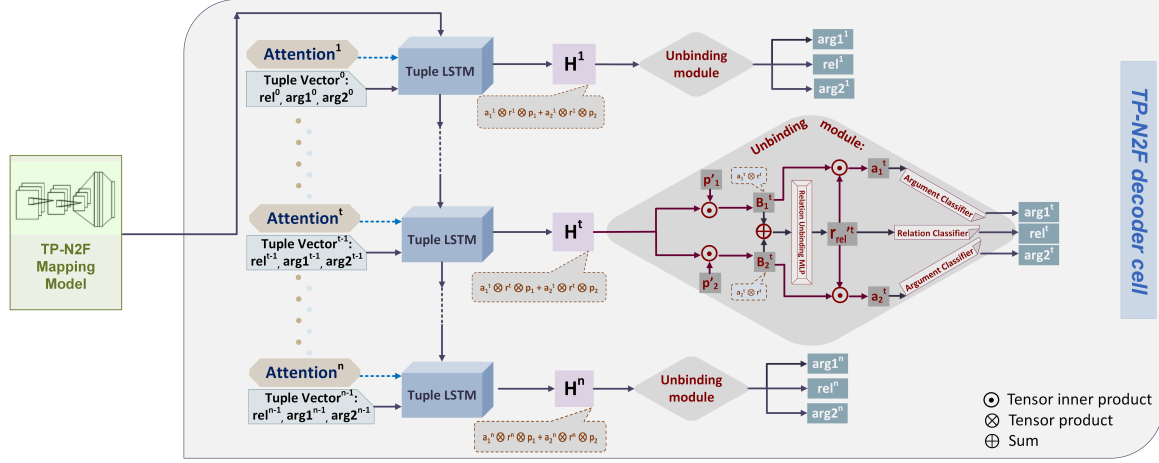 TP-N2F
Mapping
Model
Attention¹
Tuple Vector⁰:
rel⁰, arg1⁰, arg2⁰
Tuple LSTM
H¹
a₁¹ ⊗ r¹ ⊗ p₁ + a₂¹ ⊗ r¹ ⊗ p₂
Unbinding
module
arg1¹
rel¹
arg2¹
Attentionᵗ
Tuple Vectorᵗ⁻¹:
relᵗ⁻¹, arg1ᵗ⁻¹, arg2ᵗ⁻¹
Tuple LSTM
Hᵗ
a₁ᵗ ⊗ rᵗ ⊗ p₁ + a₂ᵗ ⊗ rᵗ ⊗ p₂
Unbinding module:
p'₁
a₁ᵗ ⊗ rᵗ
B₁ᵗ
B₂ᵗ
p'₂
a₂ᵗ ⊗ rᵗ
Relation Unbinding MLP
a₁ᵗ
r_rel'ᵗ
a₂ᵗ
Argument Classifier
Relation Classifier
Argument Classifier
arg1ᵗ
relᵗ
arg2ᵗ
Attentionⁿ
Tuple Vectorⁿ⁻¹:
relⁿ⁻¹, arg1ⁿ⁻¹, arg2ⁿ⁻¹
Tuple LSTM
Hⁿ
a₁ⁿ ⊗ rⁿ ⊗ p₁ + a₂ⁿ ⊗ rⁿ ⊗ p₂
Unbinding
module
arg1ⁿ
relⁿ
arg2ⁿ
TP-N2F decoder cell
Tensor inner product
Tensor product
Sum